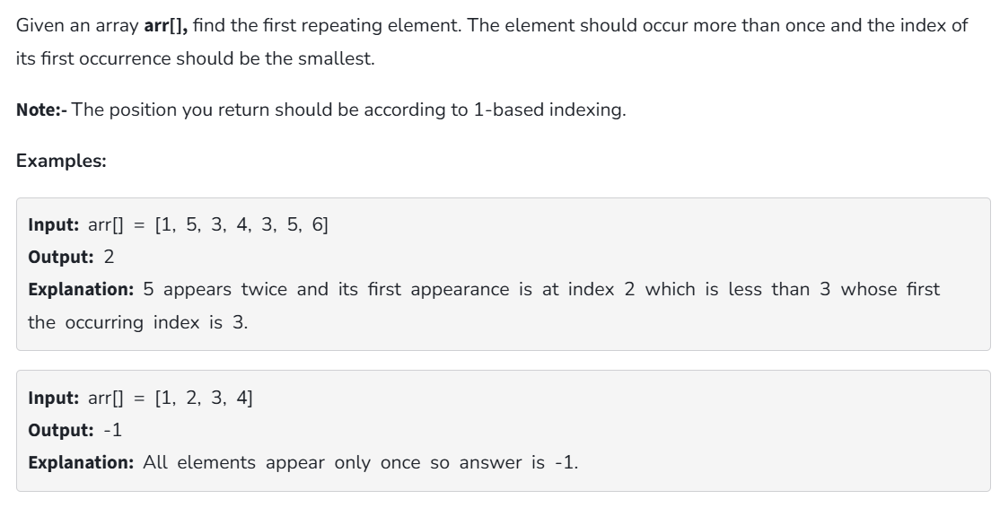 Given an array arr[], find the first repeating element. The element should occur more than once and the index of
its first occurrence should be the smallest.
Note:- The position you return should be according to 1-based indexing.
Examples:
Input: arr[] = [1, 5, 3, 4, 3, 5, 6]
Output: 2
Explanation: 5 appears twice and its first appearance is at index 2 which is less than 3 whose first
the occurring index is 3.
Input: arr[] = [1, 2, 3, 4]
Output: -1
Explanation: All elements appear only once so answer is -1.